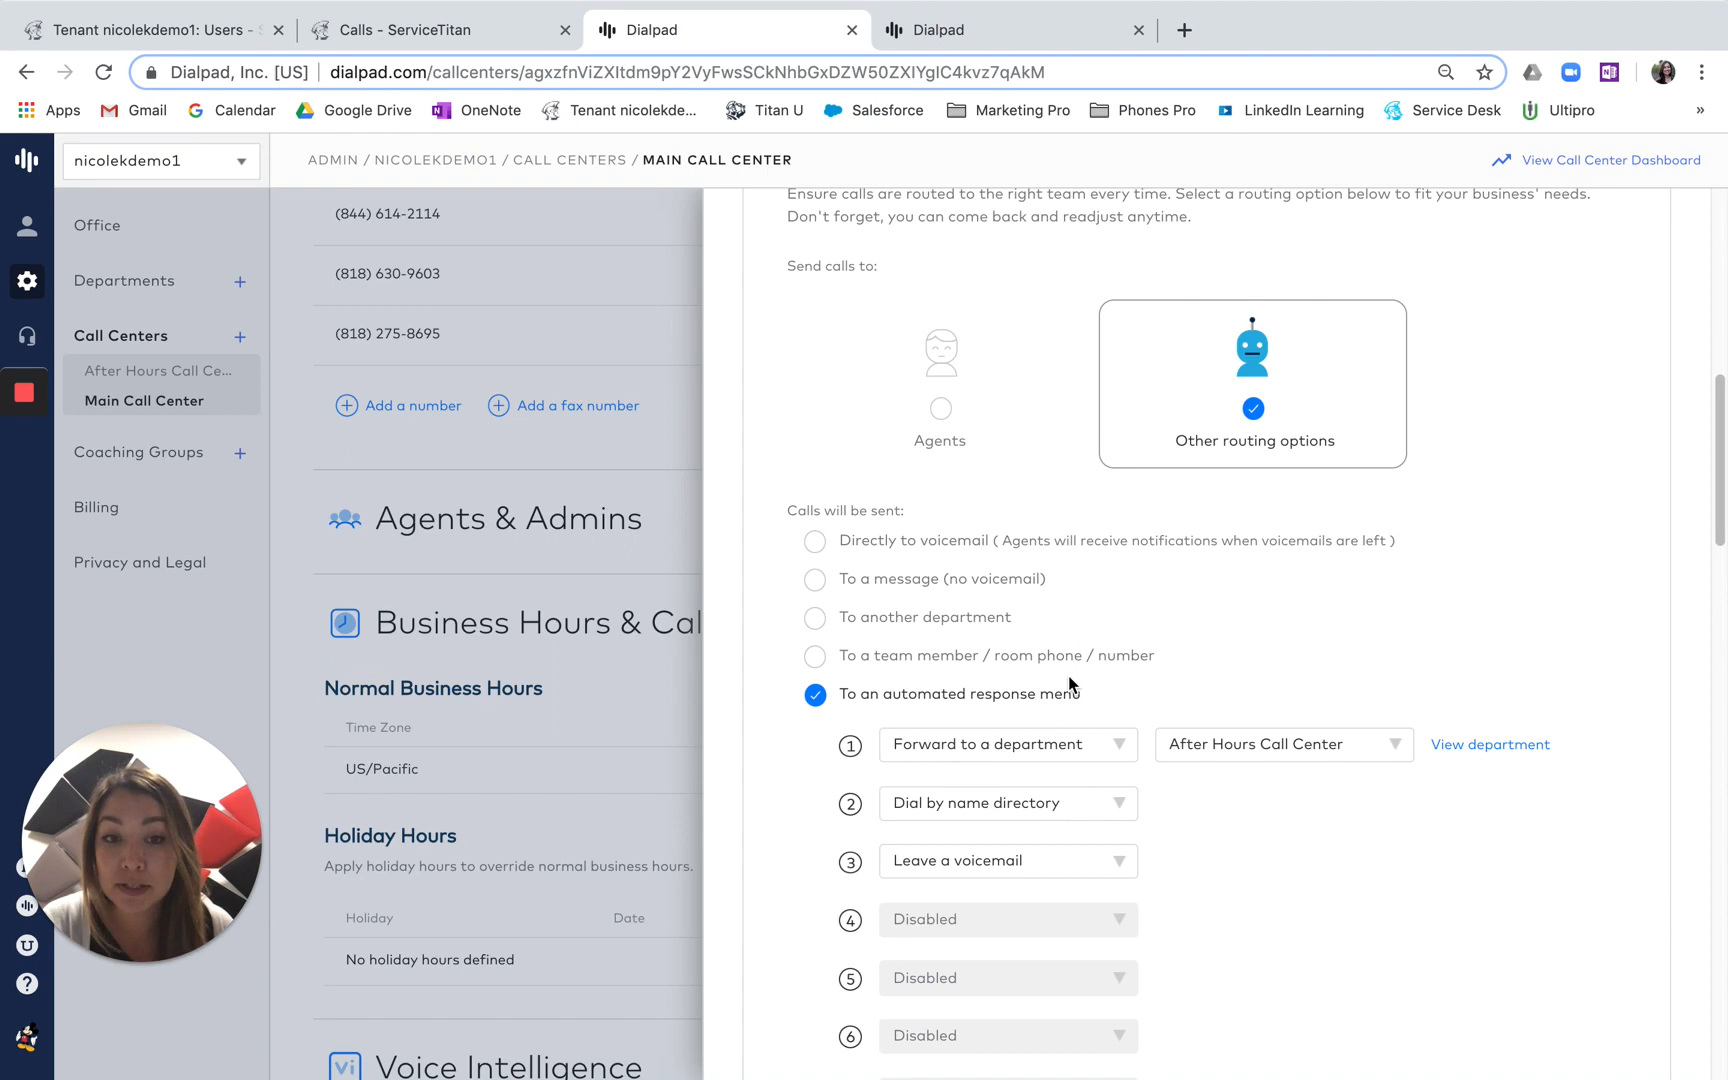 Tenant nicolekdemo1: Users -
Calls - ServiceTitan
Dialpad
Dialpad
Dialpad, Inc. [US]
dialpad.com/callcenters/agxzfnViZXItdm9pY2VyFwsSCkNhbGxDZW50ZXIYgIC4kvz7qAkM
Apps
Gmail
Calendar
Google Drive
OneNote
Tenant nicolekde...
Titan U
Salesforce
Marketing Pro
Phones Pro
LinkedIn Learning
Service Desk
Ultipro
»
nicolekdemo1
ADMIN / NICOLEKDEMO1 / CALL CENTERS / MAIN CALL CENTER
View Call Center Dashboard
Office
Departments
Call Centers
After Hours Call Ce...
Main Call Center
Coaching Groups
Billing
Privacy and Legal
(844) 614-2114
(818) 630-9603
(818) 275-8695
Add a number
Add a fax number
Agents & Admins
Business Hours & Cal
Normal Business Hours
Time Zone
US/Pacific
Holiday Hours
Apply holiday hours to override normal business hours.
Holiday
Date
No holiday hours defined
Vi
Voice Intelligence
Ensure calls are routed to the right team every time. Select a routing option below to fit your business' needs.
Don't forget, you can come back and readjust anytime.
Send calls to:
Agents
Other routing options
Calls will be sent:
Directly to voicemail ( Agents will receive notifications when voicemails are left )
To a message (no voicemail)
To another department
To a team member / room phone / number
To an automated response menu
1 Forward to a department After Hours Call Center View department
2 Dial by name directory
3 Leave a voicemail
4 Disabled
5 Disabled
6 Disabled
U
?